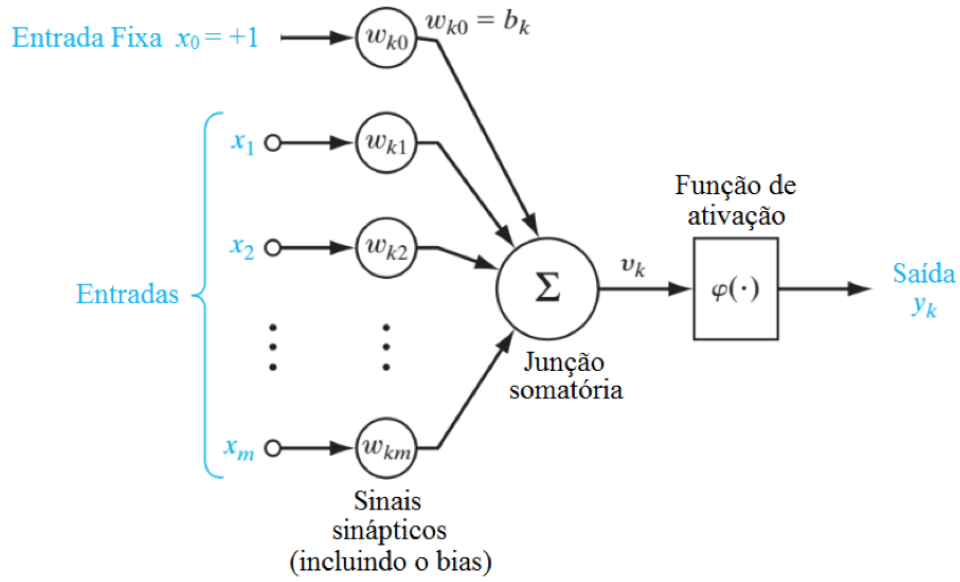 Entrada Fixa x₀ = +1
wₖ₀
wₖ₀ = bₖ
Entradas
x₁
wₖ₁
x₂
wₖ₂
xₘ
wₖₘ
Σ
Junção
somatória
vₖ
Função de
ativação
φ(·)
Saída
yₖ
Sinais
sinápticos
(incluindo o bias)